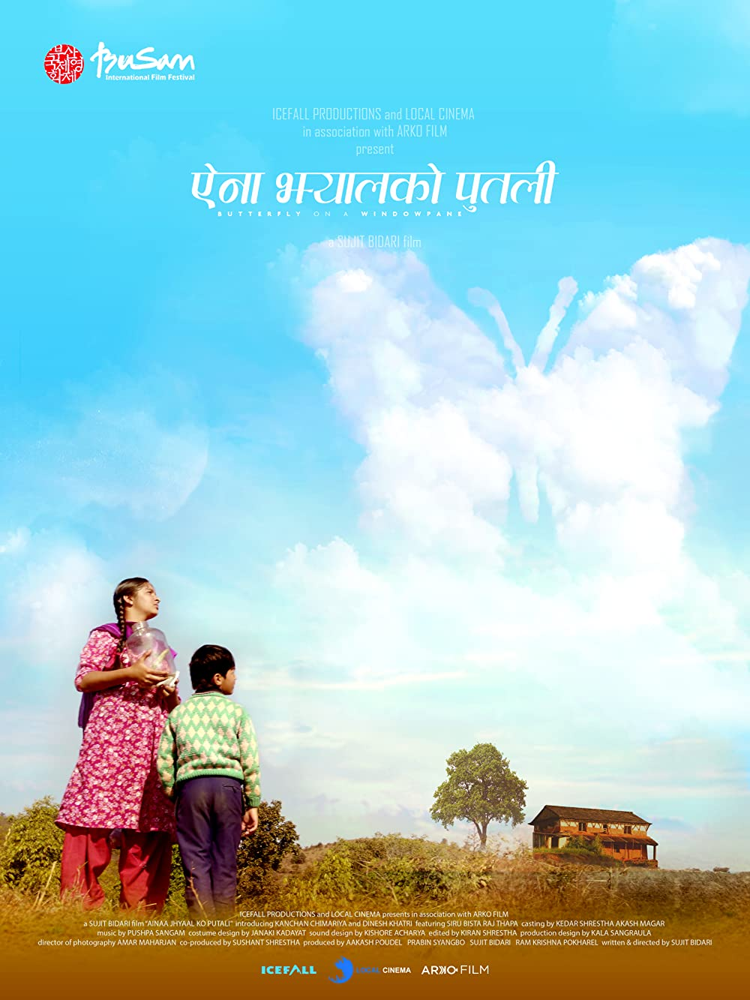 부산
국제영
화제
BUSAN
International Film Festival
ICEFALL PRODUCTIONS and LOCAL CINEMA
in association with ARKO FILM
present
ऐना झ्यालको पुतली
BUTTERFLY ON A WINDOWPANE
a SUJIT BIDARI film
ICEFALL PRODUCTIONS and LOCAL CINEMA presents in association with ARKO FILM
a SUJIT BIDARI film "AINAA JHYAAL KO PUTALI" introducing KANCHAN CHIMARIYA and DINESH KHATRI featuring SIRU BISTA RAJ THAPA casting by KEDAR SHRESTHA AKASH MAGAR
music by PUSHPA SANGAM costume design by JANAKI KADAYAT sound design by KISHORE ACHARYA edited by KIRAN SHRESTHA production design by KALA SANGRAULA
director of photography AMAR MAHARJAN co-produced by SUSHANT SHRESTHA produced by AAKASH POUDEL PRABIN SYANGBO SUJIT BIDARI RAM KRISHNA POKHAREL written & directed by SUJIT BIDARI
ICEFALL LOCAL CINEMA ARKO FILM